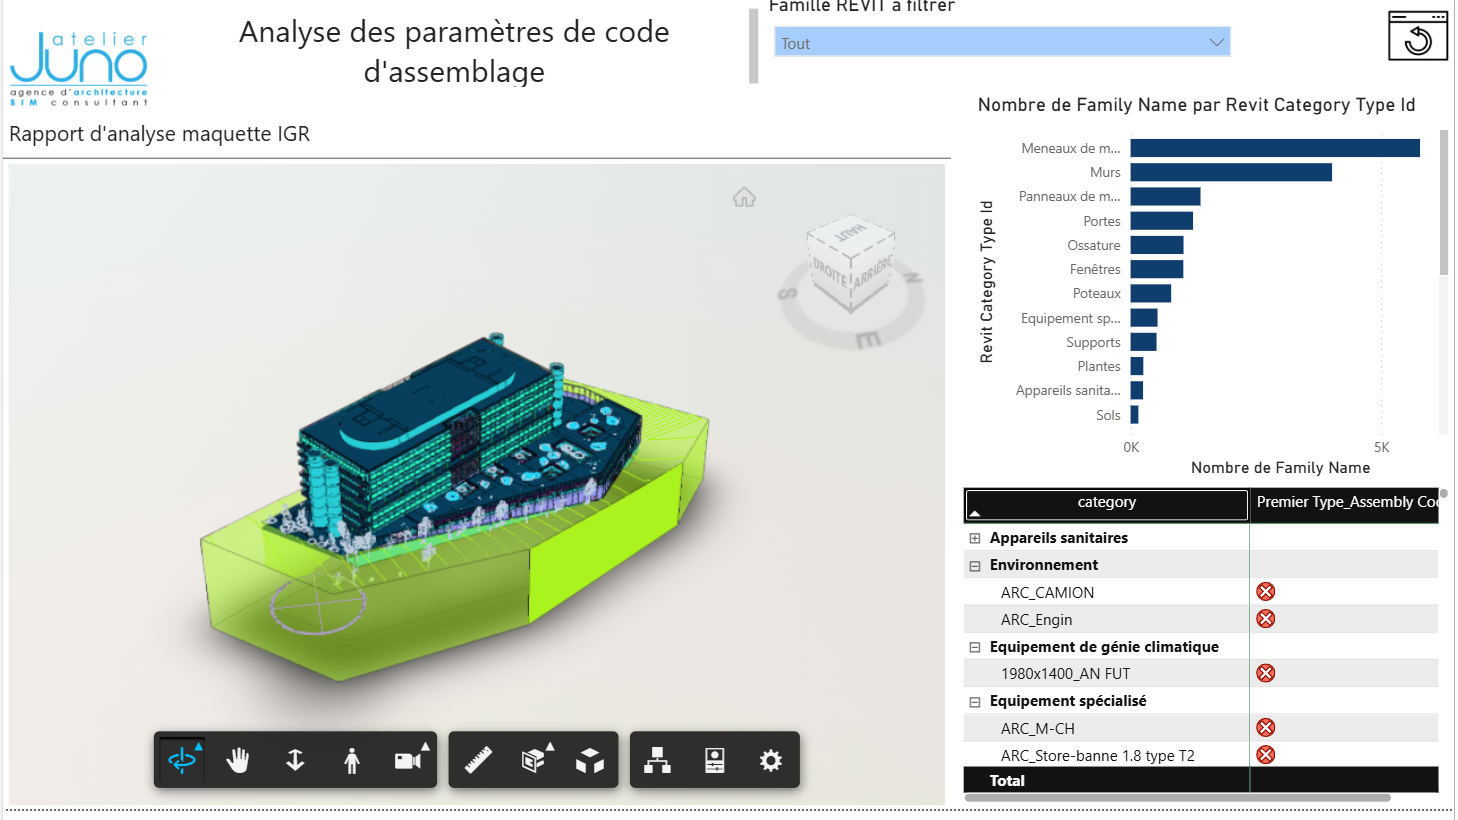 Famille REVIT à filtrer
Analyse des paramètres de code
d'assemblage
atelier
Juno
agence d'architecture
BIM consultant
Tout
Rapport d'analyse maquette IGR
Nombre de Family Name par Revit Category Type Id
Revit Category Type Id
Meneaux de m...
Murs
Panneaux de m...
Portes
Ossature
Fenêtres
Poteaux
Equipement sp...
Supports
Plantes
Appareils sanita...
Sols
0K
5K
Nombre de Family Name
HAUT
DROITE
ARRIÈRE
S
E
N
category
Premier Type_Assembly Co
Appareils sanitaires
Environnement
ARC_CAMION
ARC_Engin
Equipement de génie climatique
1980x1400_AN FUT
Equipement spécialisé
ARC_M-CH
ARC_Store-banne 1.8 type T2
Total